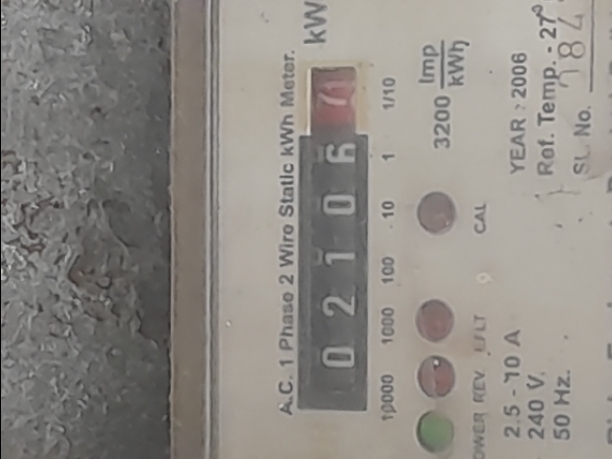 A.C. 1 Phase 2 Wire Static kWh Meter.
kW
0 2 1 0 6 7
10000 1000 100 10 1 1/10
3200 Imp/kWh
REV E/LT CAL
2.5 - 10 A
240 V.
50 Hz.
YEAR : 2006
Ref. Temp. - 27°
SL. No. 784